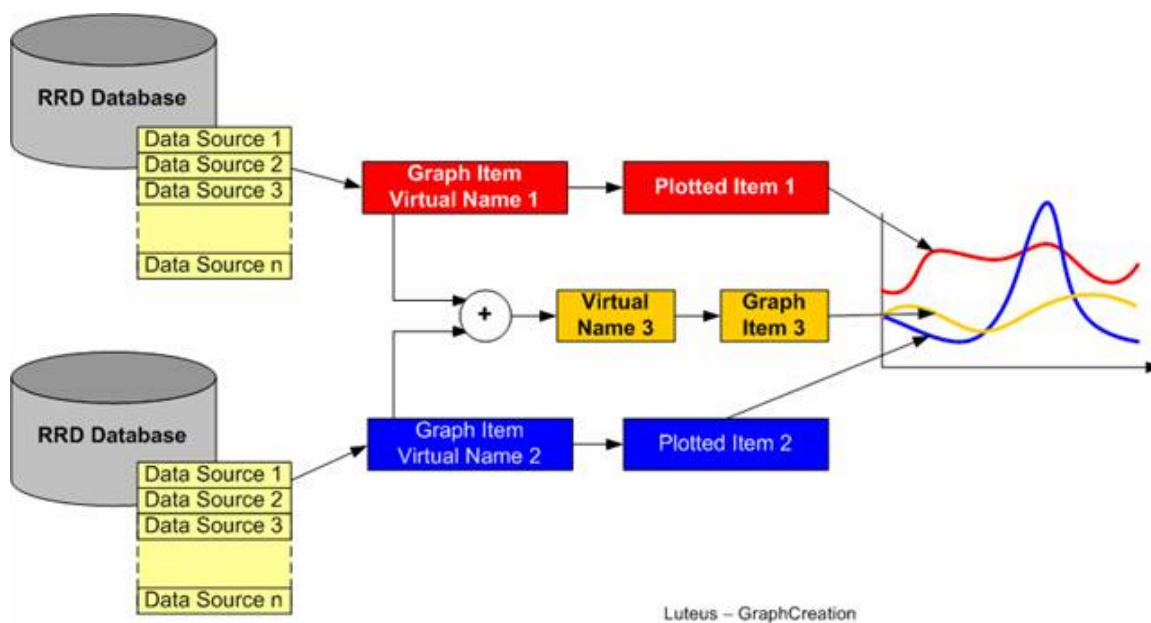 RRD Database
Data Source 1
Data Source 2
Data Source 3
Data Source n
Graph Item
Virtual Name 1
Plotted Item 1
+
Virtual
Name 3
Graph
Item 3
RRD Database
Data Source 1
Data Source 2
Data Source 3
Data Source n
Graph Item
Virtual Name 2
Plotted Item 2
Luteus – GraphCreation